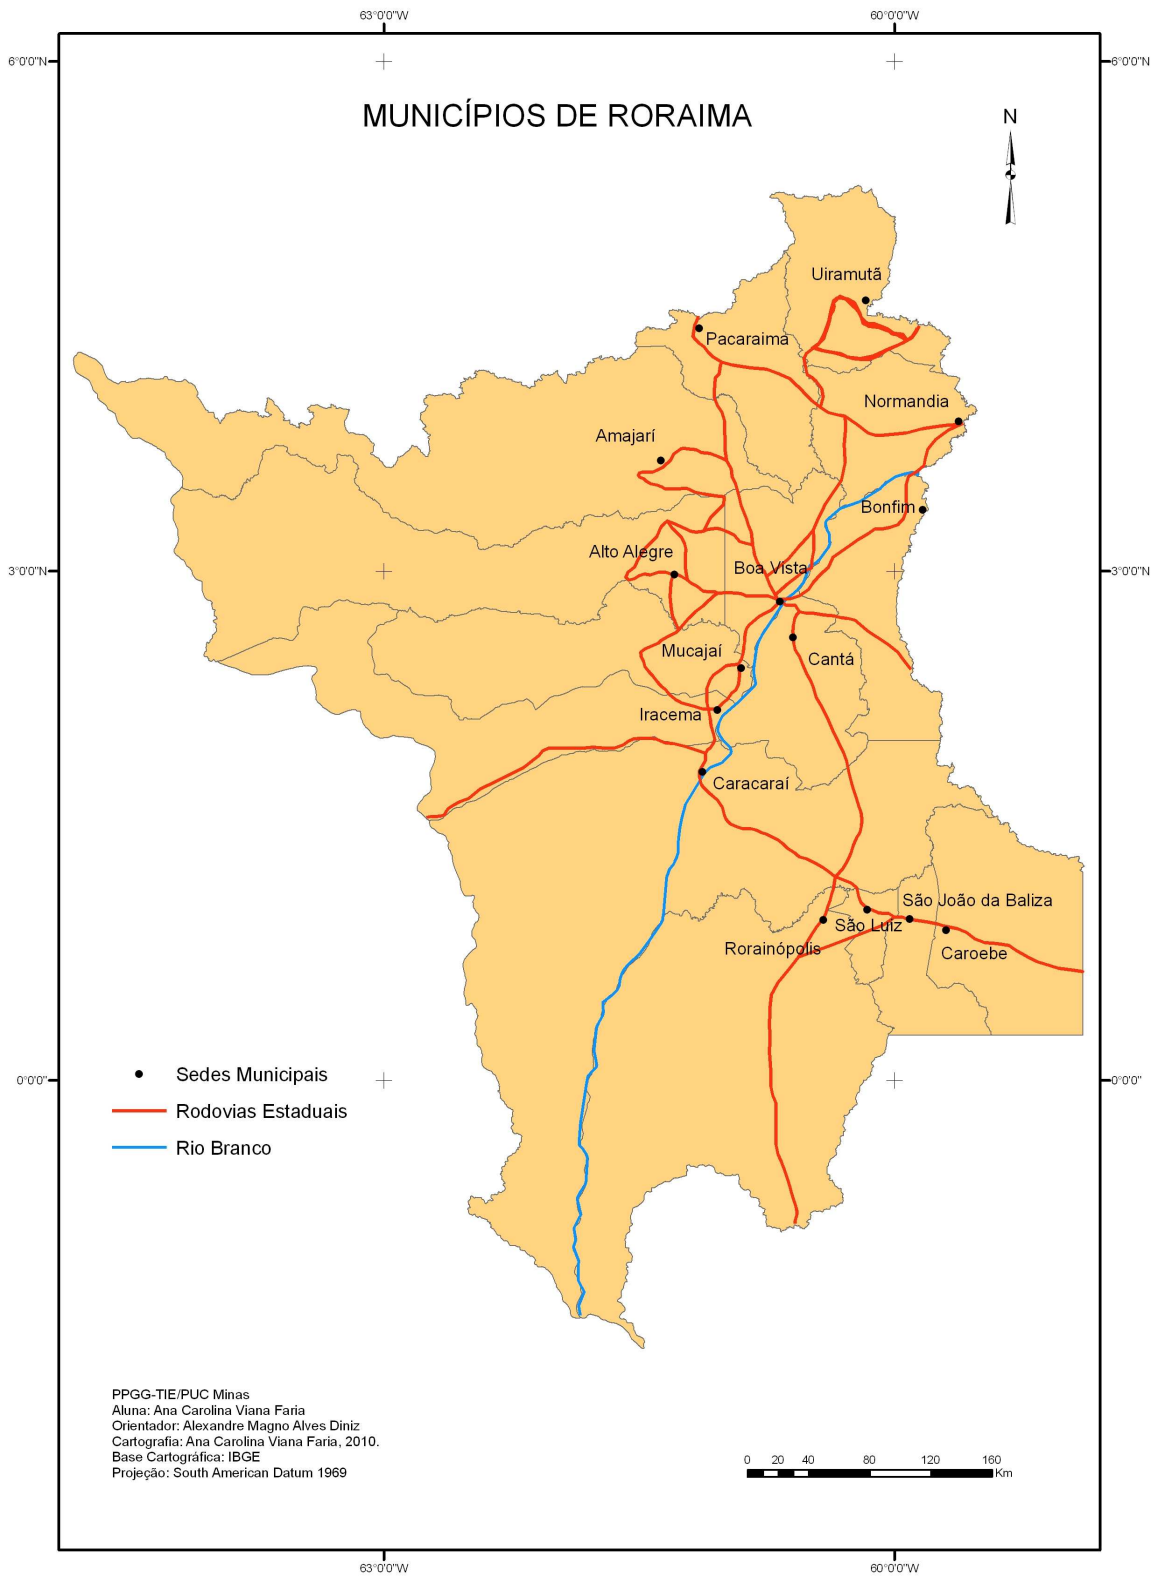 63°0'0"W
60°0'0"W
6°0'0"N
6°0'0"N
MUNICÍPIOS DE RORAIMA
N
Uiramutã
Pacaraima
Normandia
Amajarí
Bonfim
Alto Alegre
Boa Vista
3°0'0"N
3°0'0"N
Mucajaí
Cantá
Iracema
Caracaraí
São João da Baliza
São Luiz
Rorainópolis
Caroebe
Sedes Municipais
0°0'0"
0°0'0"
Rodovias Estaduais
Rio Branco
PPGG-TIE/PUC Minas
Aluna: Ana Carolina Viana Faria
Orientador: Alexandre Magno Alves Diniz
Cartografia: Ana Carolina Viana Faria, 2010.
Base Cartográfica: IBGE
Projeção: South American Datum 1969
0 20 40 80 120 160
Km
63°0'0"W
60°0'0"W